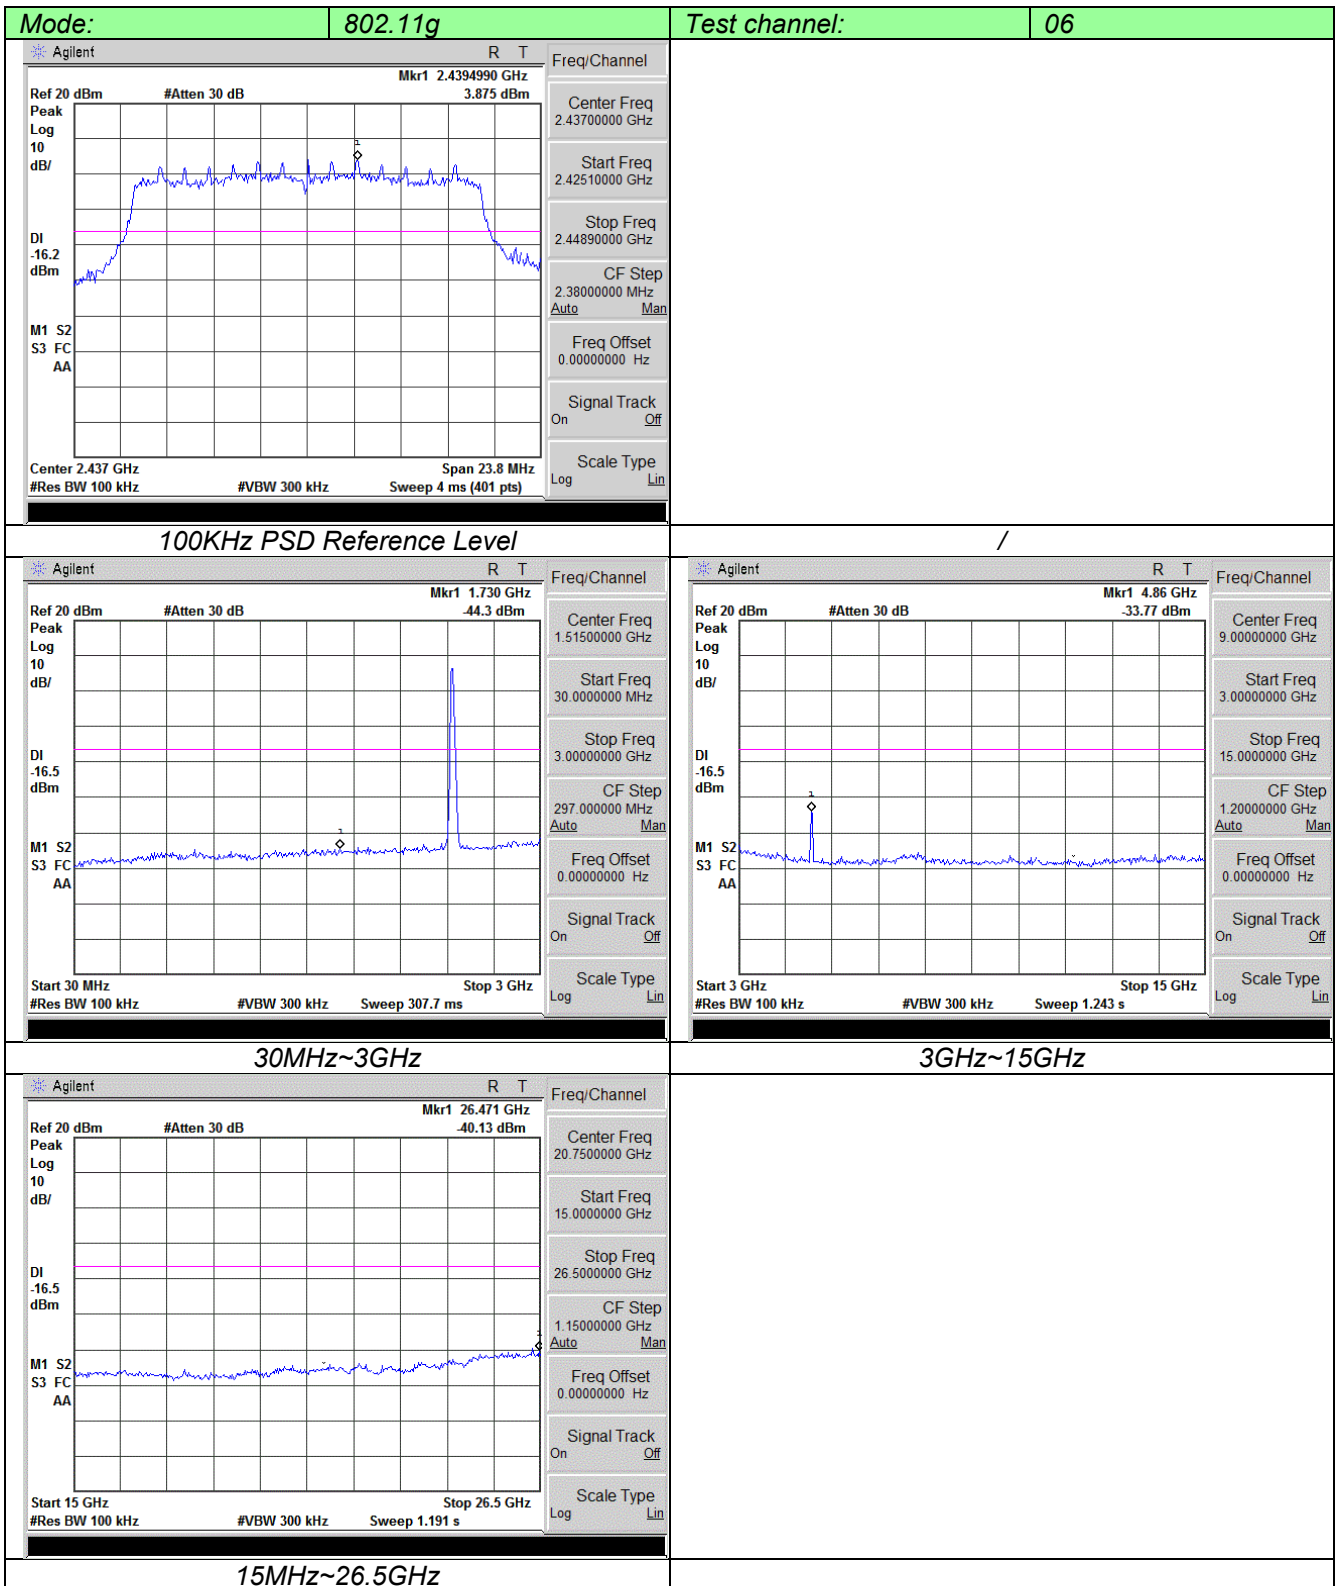 Mode: 802.11g Test channel: 06
Agilent R T
Freq/Channel
Mkr1 2.4394990 GHz
Ref 20 dBm #Atten 30 dB 3.875 dBm
Peak
Log
10
dB/
1
DI
-16.2
dBm
M1 S2
S3 FC
AA
Center 2.437 GHz Span 23.8 MHz
#Res BW 100 kHz #VBW 300 kHz Sweep 4 ms (401 pts)
Center Freq
2.43700000 GHz
Start Freq
2.42510000 GHz
Stop Freq
2.44890000 GHz
CF Step
2.38000000 MHz
Auto Man
Freq Offset
0.00000000 Hz
Signal Track
On Off
Scale Type
Log Lin
100KHz PSD Reference Level /
Agilent R T
Freq/Channel
Mkr1 1.730 GHz
Ref 20 dBm #Atten 30 dB -44.3 dBm
Peak
Log
10
dB/
DI
-16.5
dBm
1
M1 S2
S3 FC
AA
Start 30 MHz Stop 3 GHz
#Res BW 100 kHz #VBW 300 kHz Sweep 307.7 ms
Center Freq
1.51500000 GHz
Start Freq
30.0000000 MHz
Stop Freq
3.00000000 GHz
CF Step
297.000000 MHz
Auto Man
Freq Offset
0.00000000 Hz
Signal Track
On Off
Scale Type
Log Lin
Agilent R T
Freq/Channel
Mkr1 4.86 GHz
Ref 20 dBm #Atten 30 dB -33.77 dBm
Peak
Log
10
dB/
DI
-16.5
dBm
1
M1 S2
S3 FC
AA
Start 3 GHz Stop 15 GHz
#Res BW 100 kHz #VBW 300 kHz Sweep 1.243 s
Center Freq
9.00000000 GHz
Start Freq
3.00000000 GHz
Stop Freq
15.0000000 GHz
CF Step
1.20000000 GHz
Auto Man
Freq Offset
0.00000000 Hz
Signal Track
On Off
Scale Type
Log Lin
30MHz~3GHz 3GHz~15GHz
Agilent R T
Freq/Channel
Mkr1 26.471 GHz
Ref 20 dBm #Atten 30 dB -40.13 dBm
Peak
Log
10
dB/
DI
-16.5
dBm
1
M1 S2
S3 FC
AA
Start 15 GHz Stop 26.5 GHz
#Res BW 100 kHz #VBW 300 kHz Sweep 1.191 s
Center Freq
20.7500000 GHz
Start Freq
15.0000000 GHz
Stop Freq
26.5000000 GHz
CF Step
1.15000000 GHz
Auto Man
Freq Offset
0.00000000 Hz
Signal Track
On Off
Scale Type
Log Lin
15MHz~26.5GHz